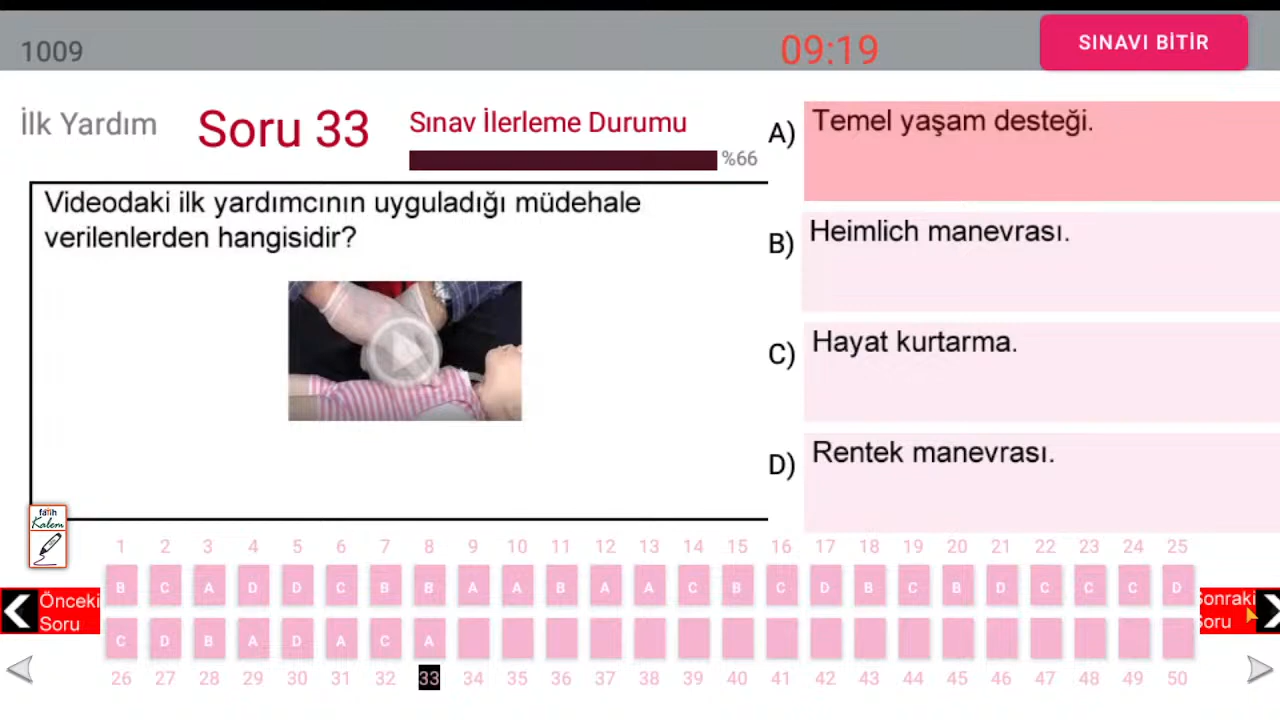 1009
09:19
SINAVI BİTİR
İlk Yardım
Soru 33
Sınav İlerleme Durumu
%66
Videodaki ilk yardımcının uyguladığı müdehale
verilenlerden hangisidir?
A) Temel yaşam desteği.
B) Heimlich manevrası.
C) Hayat kurtarma.
D) Rentek manevrası.
fatih
Kalem
1 2 3 4 5 6 7 8 9 10 11 12 13 14 15 16 17 18 19 20 21 22 23 24 25
B C A D D C B B A A B A A C B C D B C B D C C C D
Önceki
Soru
Sonraki
Soru
C D B A D A C A
26 27 28 29 30 31 32 33 34 35 36 37 38 39 40 41 42 43 44 45 46 47 48 49 50